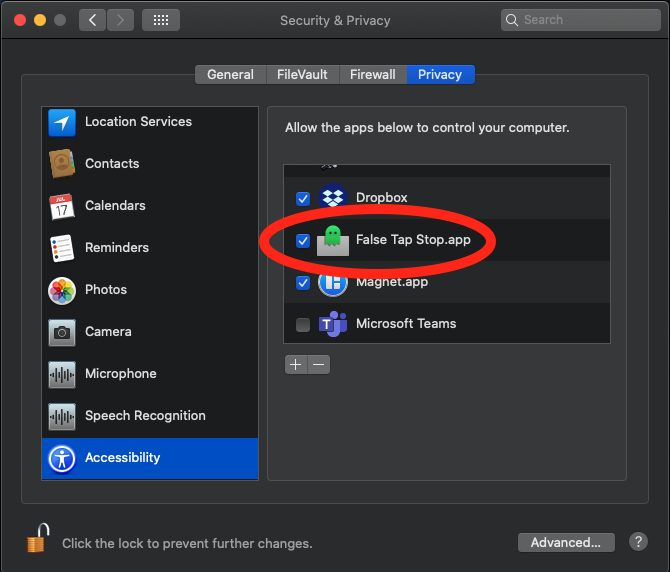 Security & Privacy
Search
General
FileVault
Firewall
Privacy
Location Services
Contacts
JUL
17
Calendars
Reminders
Photos
Camera
Microphone
Speech Recognition
Accessibility
Allow the apps below to control your computer.
Dropbox
False Tap Stop.app
Magnet.app
T
Microsoft Teams
+
−
Click the lock to prevent further changes.
Advanced...
?